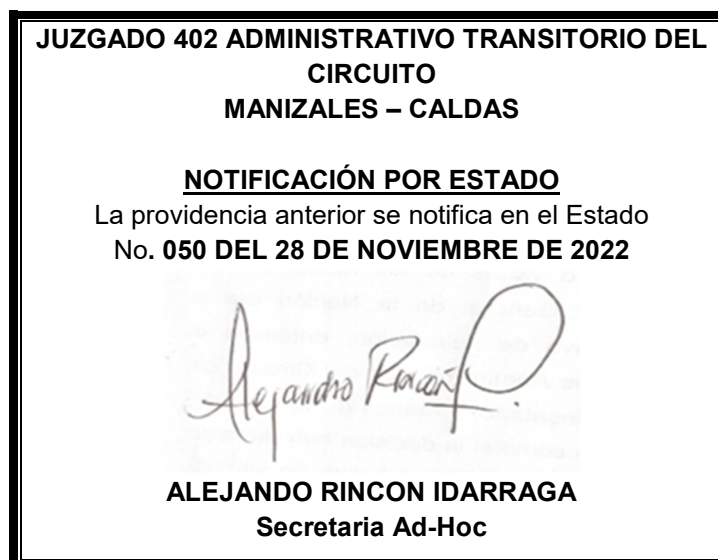 JUZGADO 402 ADMINISTRATIVO TRANSITORIO DEL
CIRCUITO
MANIZALES – CALDAS
NOTIFICACIÓN POR ESTADO
La providencia anterior se notifica en el Estado
No. 050 DEL 28 DE NOVIEMBRE DE 2022
Alejandro Rincón
ALEJANDO RINCON IDARRAGA
Secretaria Ad-Hoc